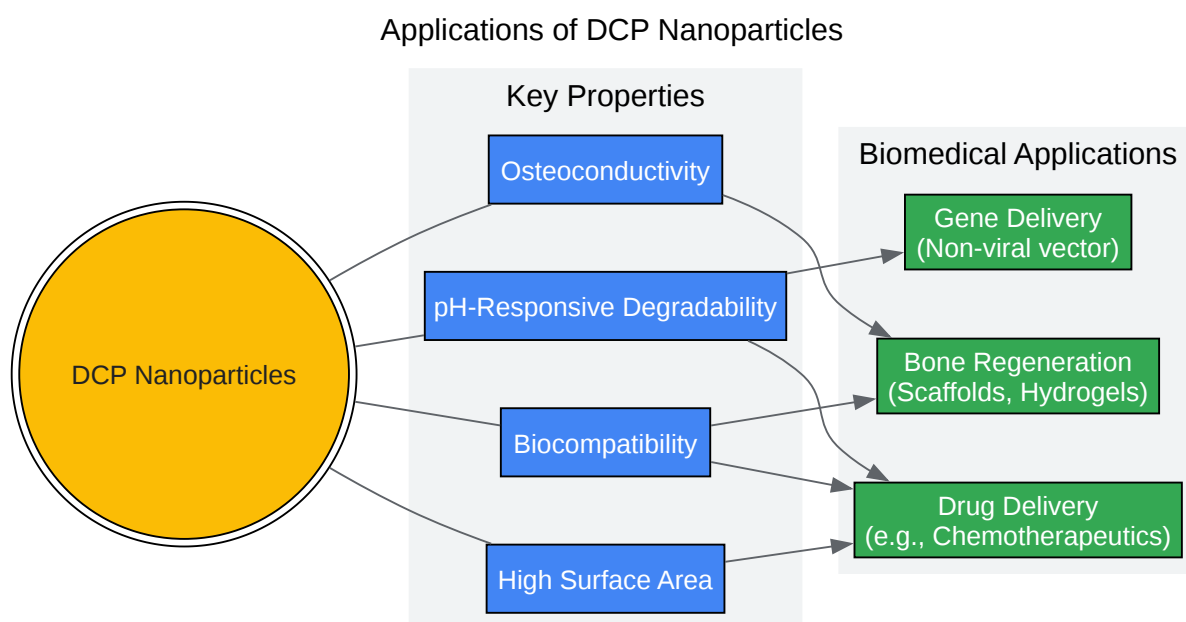 Applications of DCP Nanoparticles
Key Properties
Osteoconductivity
pH-Responsive Degradability
Biocompatibility
High Surface Area
DCP Nanoparticles
Biomedical Applications
Gene Delivery
(Non-viral vector)
Bone Regeneration
(Scaffolds, Hydrogels)
Drug Delivery
(e.g., Chemotherapeutics)